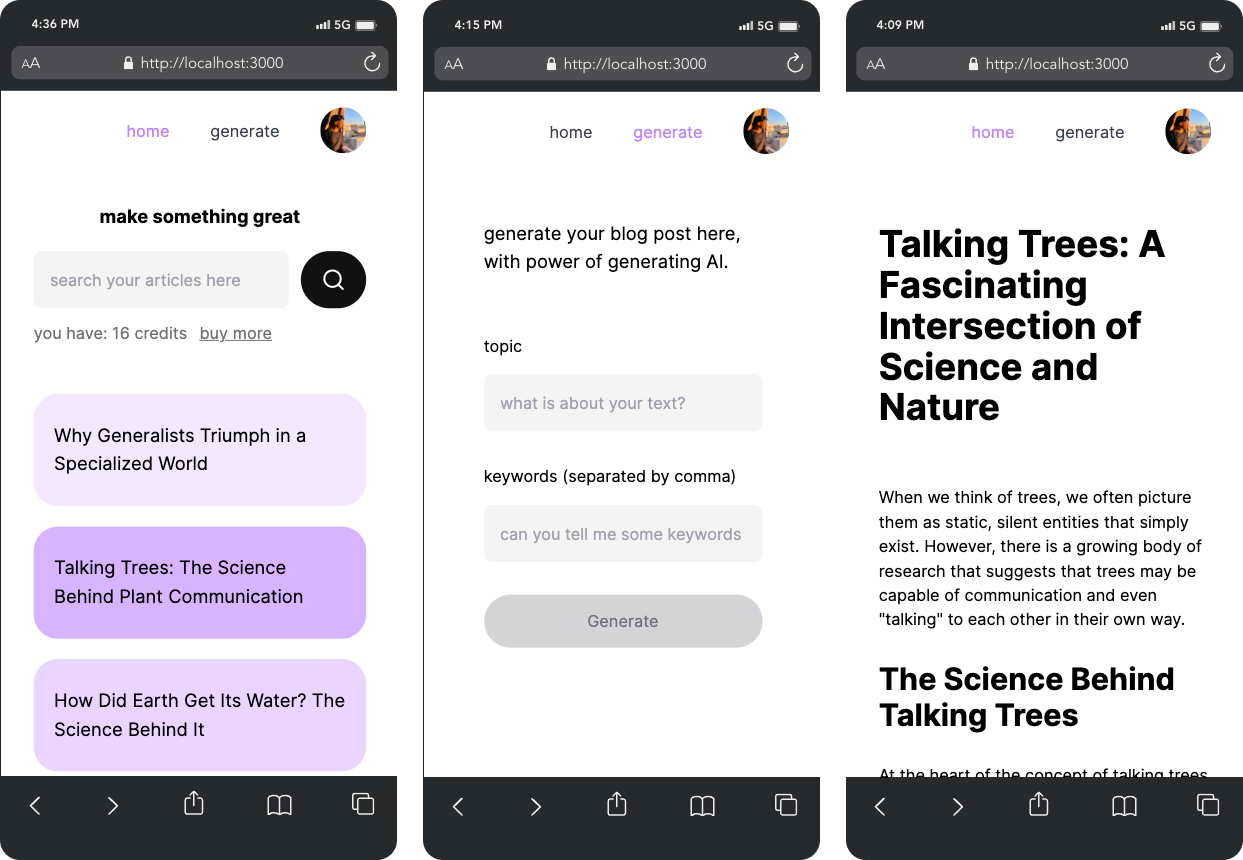 4:36 PM
5G
AA
http://localhost:3000
home generate
make something great
search your articles here
you have: 16 credits buy more
Why Generalists Triumph in a
Specialized World
Talking Trees: The Science
Behind Plant Communication
How Did Earth Get Its Water? The
Science Behind It
4:15 PM
5G
AA
http://localhost:3000
home generate
generate your blog post here,
with power of generating AI.
topic
what is about your text?
keywords (separated by comma)
can you tell me some keywords
Generate
4:09 PM
5G
AA
http://localhost:3000
home generate
Talking Trees: A
Fascinating
Intersection of
Science and
Nature
When we think of trees, we often picture
them as static, silent entities that simply
exist. However, there is a growing body of
research that suggests that trees may be
capable of communication and even
"talking" to each other in their own way.
The Science Behind
Talking Trees
At the heart of the concept of talking trees